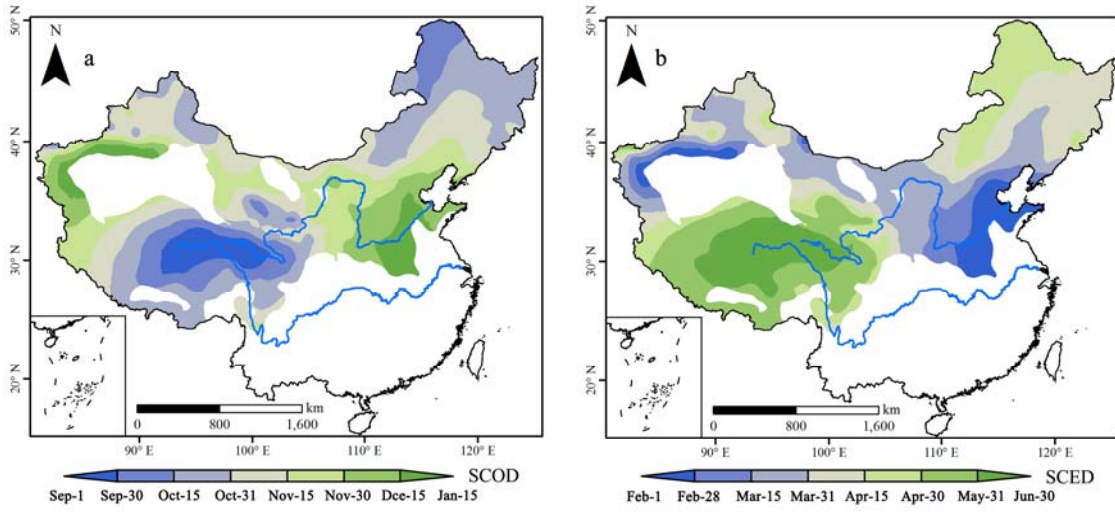 50° N
40° N
30° N
20° N
N
a
0 800 1,600 km
90° E 100° E 110° E 120° E
SCOD
Sep-1 Sep-30 Oct-15 Oct-31 Nov-15 Nov-30 Dce-15 Jan-15
50° N
40° N
30° N
20° N
N
b
0 800 1,600 km
90° E 100° E 110° E 120° E
SCED
Feb-1 Feb-28 Mar-15 Mar-31 Apr-15 Apr-30 May-31 Jun-30